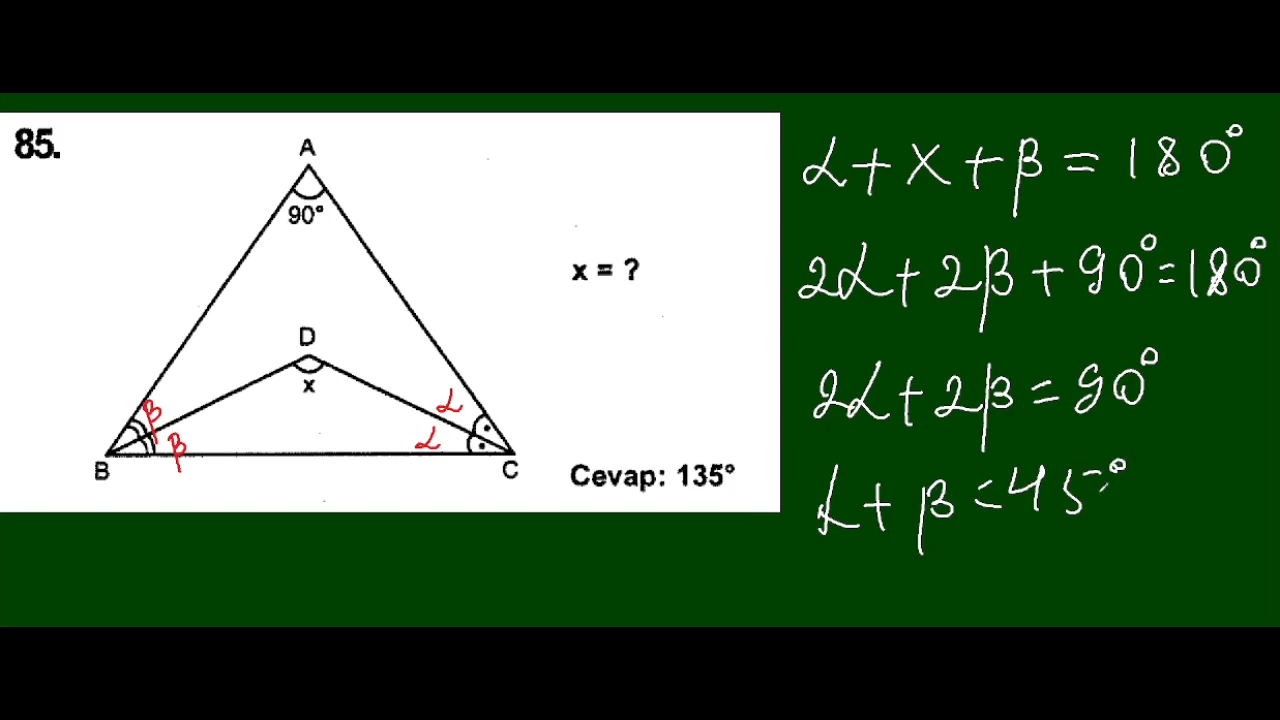 85.
A
90°
x = ?
D
x
β
β
α
α
B
C
Cevap: 135°
α + x + β = 180°
2α + 2β + 90° = 180°
2α + 2β = 90°
α + β = 45°